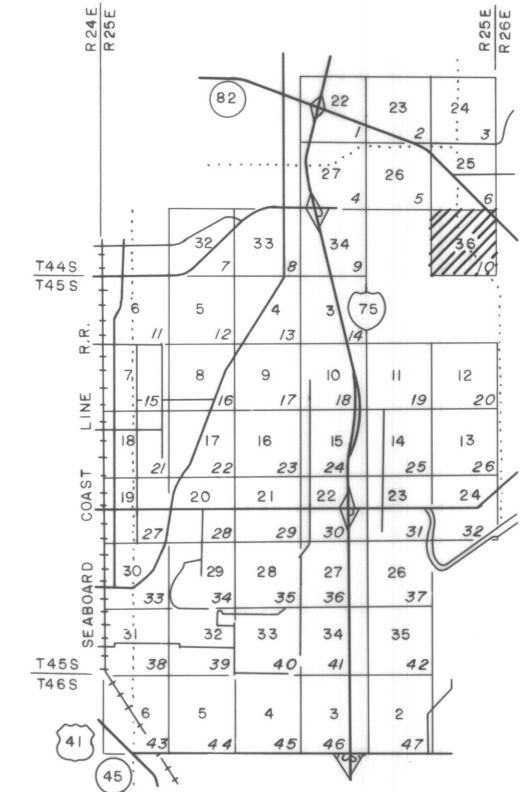 R24E
R25E
R25E
R26E
82
22 23 24
1 2 3
25
27 26
4 5 6
32 33 34 36
7 8 9 10
T44S
T45S
75
6 5 4 3
11 12 13 14
7 8 9 10 11 12
15 16 17 18 19 20
18 17 16 15 14 13
21 22 23 24 25 26
19 20 21 22 23 24
27 28 29 30 31 32
30 29 28 27 26
33 34 35 36 37
31 32 33 34 35
38 39 40 41 42
T45S
T46S
6 5 4 3 2
43 44 45 46 47
41
45
SEABOARD COAST LINE R.R.